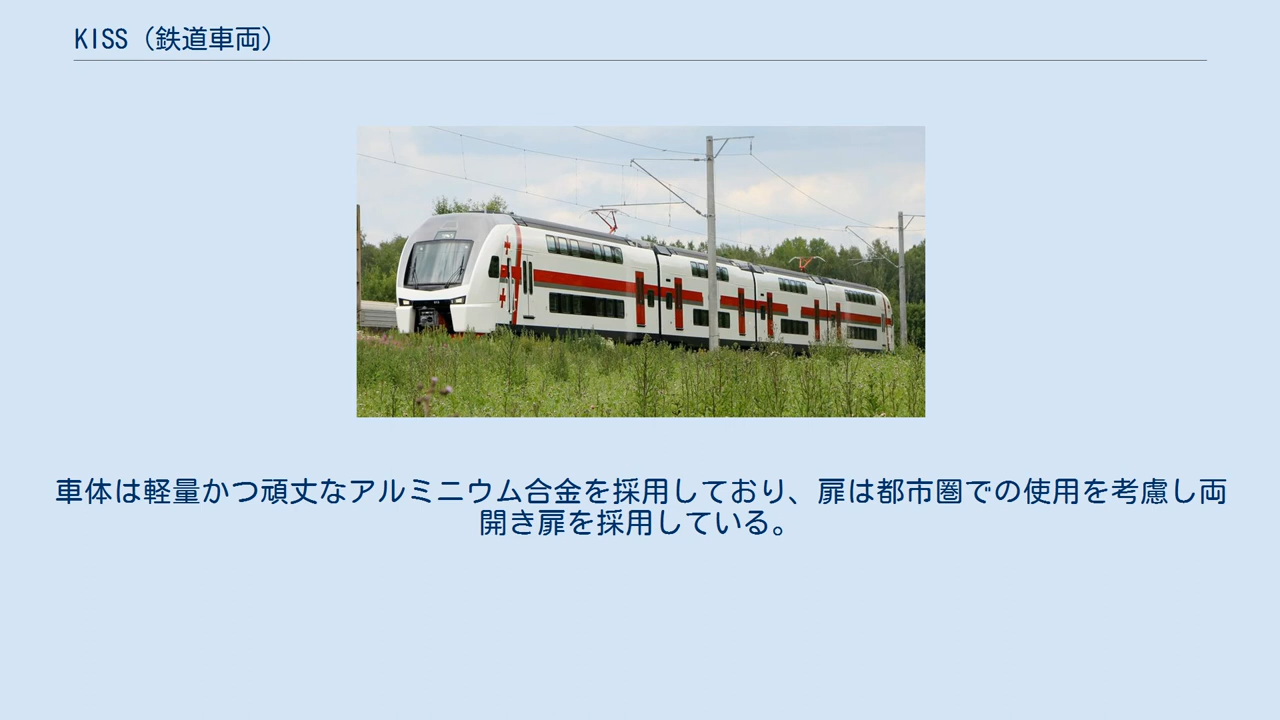 KISS（鉄道車両）
車体は軽量かつ頑丈なアルミニウム合金を採用しており、扉は都市圏での使用を考慮し両
開き扉を採用している。